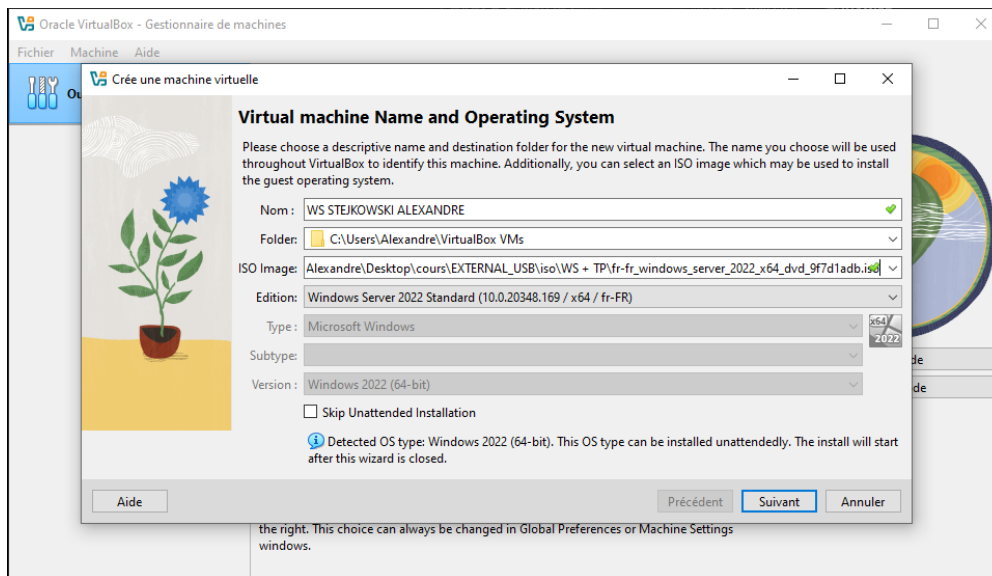 Oracle VirtualBox - Gestionnaire de machines
Fichier Machine Aide
Crée une machine virtuelle
Virtual machine Name and Operating System
Please choose a descriptive name and destination folder for the new virtual machine. The name you choose will be used
throughout VirtualBox to identify this machine. Additionally, you can select an ISO image which may be used to install
the guest operating system.
Nom : WS STEJKOWSKI ALEXANDRE
Folder: C:\Users\Alexandre\VirtualBox VMs
ISO Image: Alexandre\Desktop\cours\EXTERNAL_USB\iso\WS + TP\fr-fr_windows_server_2022_x64_dvd_9f7d1adb.iso
Edition: Windows Server 2022 Standard (10.0.20348.169 / x64 / fr-FR)
Type : Microsoft Windows
x64
2022
Subtype:
Version : Windows 2022 (64-bit)
Skip Unattended Installation
Detected OS type: Windows 2022 (64-bit). This OS type can be installed unattendedly. The install will start
after this wizard is closed.
Aide Précédent Suivant Annuler
the right. This choice can always be changed in Global Preferences or Machine Settings
windows.